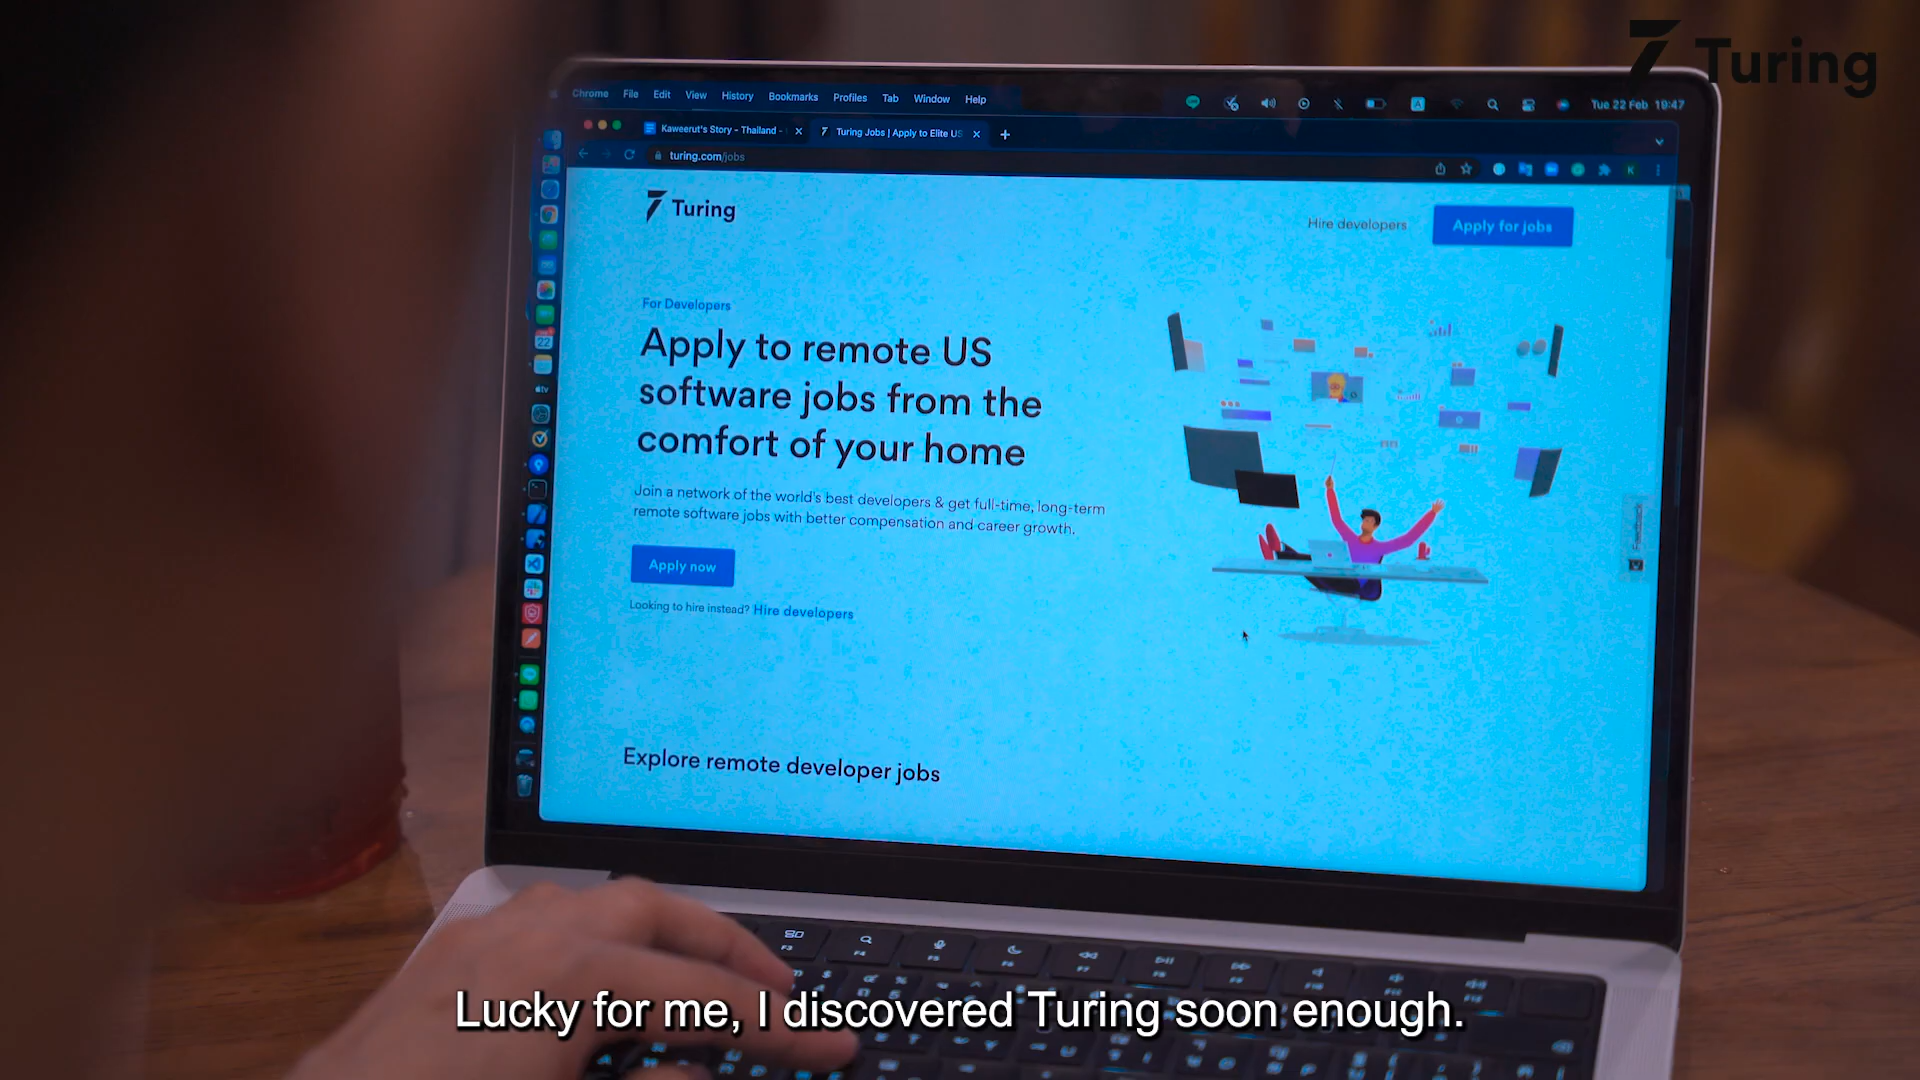 Turing
Chrome File Edit View History Bookmarks Profiles Tab Window Help
Tue 22 Feb 19:47
Kaweerut's Story - Thailand -
Turing Jobs | Apply to Elite US
turing.com/jobs
Turing
Hire developers
Apply for jobs
For Developers
Apply to remote US
software jobs from the
comfort of your home
Join a network of the world's best developers & get full-time, long-term
remote software jobs with better compensation and career growth.
Apply now
Looking to hire instead? Hire developers
Explore remote developer jobs
Lucky for me, I discovered Turing soon enough.